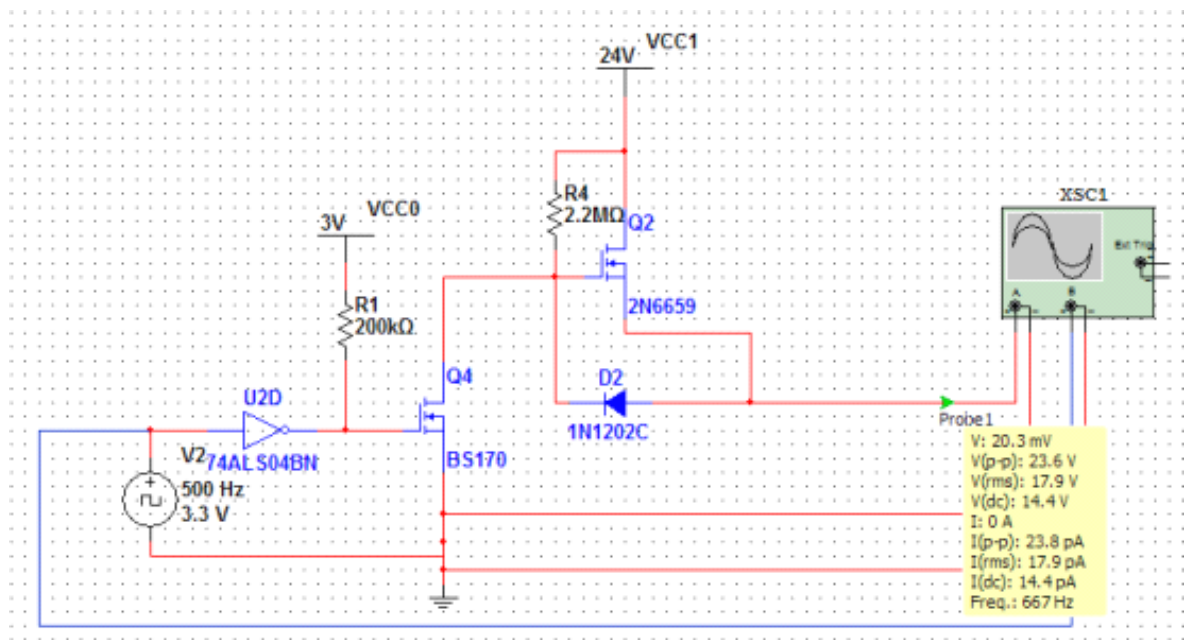 VCC1
24V
R4
2.2MΩ
Q2
2N6659
VCC0
3V
R1
200kΩ
Q4
BS170
U2D
74ALS04BN
V2
500 Hz
3.3 V
D2
1N1202C
XSC1
Ext Trig
A
B
Probe1
V: 20.3 mV
V(p-p): 23.6 V
V(rms): 17.9 V
V(dc): 14.4 V
I: 0 A
I(p-p): 23.8 pA
I(rms): 17.9 pA
I(dc): 14.4 pA
Freq.: 667 Hz